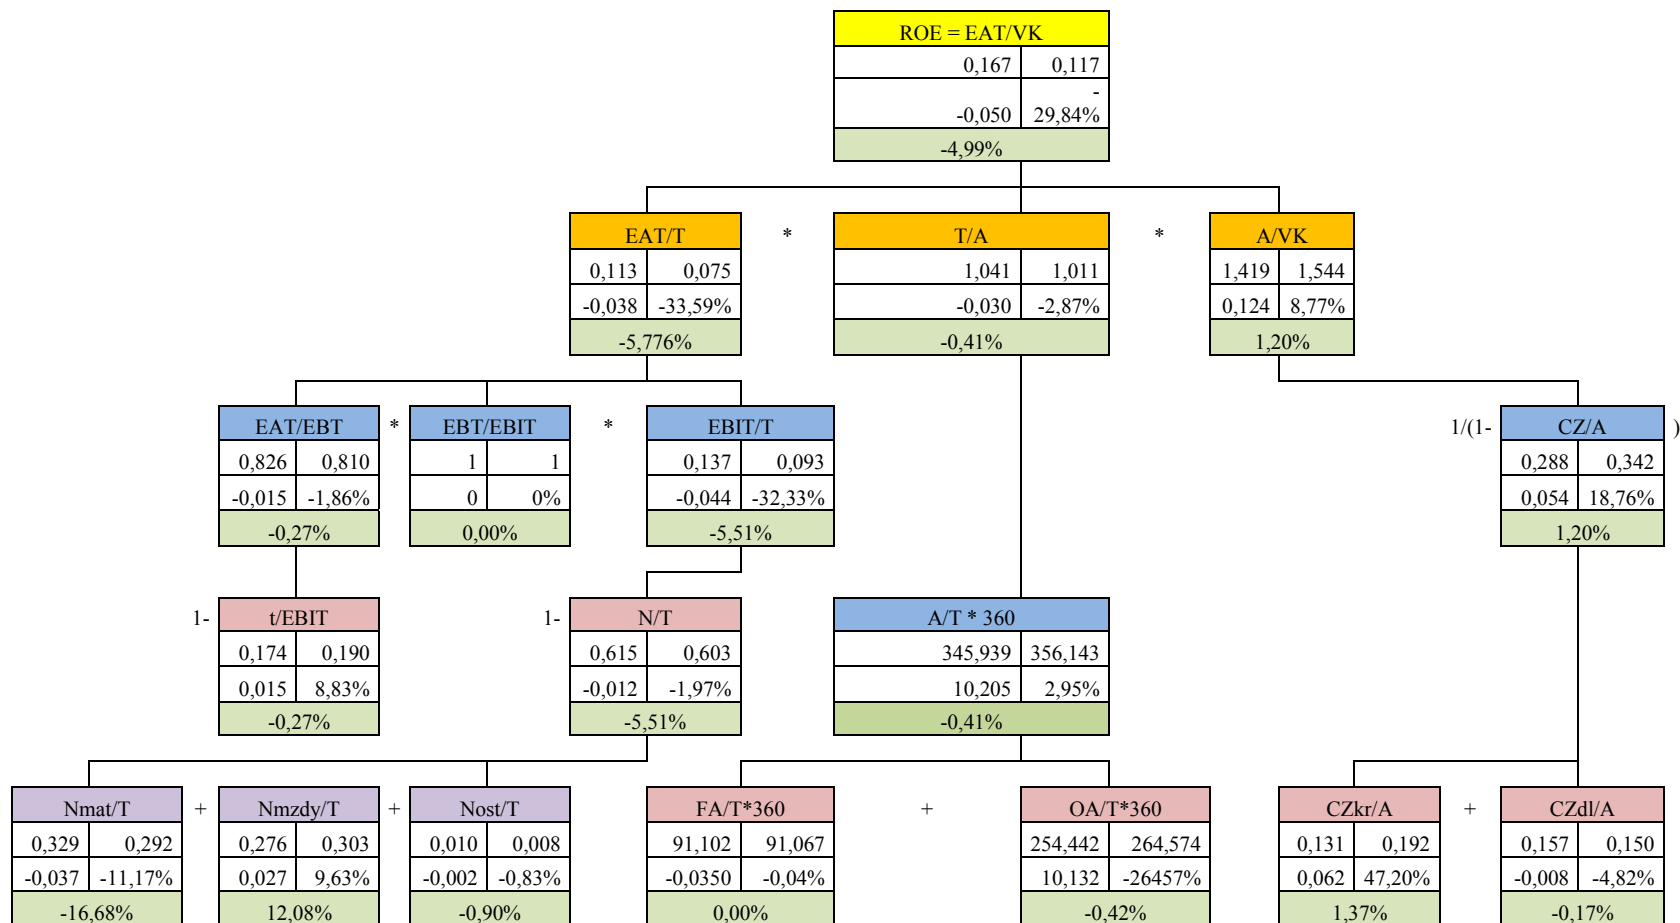 ROE = EAT/VK
0,167 0,117
-
-0,050 29,84%
-4,99%
EAT/T * T/A * A/VK
0,113 0,075 1,041 1,011 1,419 1,544
-0,038 -33,59% -0,030 -2,87% 0,124 8,77%
-5,776% -0,41% 1,20%
EAT/EBT * EBT/EBIT * EBIT/T 1/(1- CZ/A )
0,826 0,810 1 1 0,137 0,093 0,288 0,342
-0,015 -1,86% 0 0% -0,044 -32,33% 0,054 18,76%
-0,27% 0,00% -5,51% 1,20%
1- t/EBIT 1- N/T A/T * 360
0,174 0,190 0,615 0,603 345,939 356,143
0,015 8,83% -0,012 -1,97% 10,205 2,95%
-0,27% -5,51% -0,41%
Nmat/T + Nmzdy/T + Nost/T FA/T*360 + OA/T*360 CZkr/A + CZdl/A
0,329 0,292 0,276 0,303 0,010 0,008 91,102 91,067 254,442 264,574 0,131 0,192 0,157 0,150
-0,037 -11,17% 0,027 9,63% -0,002 -0,83% -0,0350 -0,04% 10,132 -26457% 0,062 47,20% -0,008 -4,82%
-16,68% 12,08% -0,90% 0,00% -0,42% 1,37% -0,17%